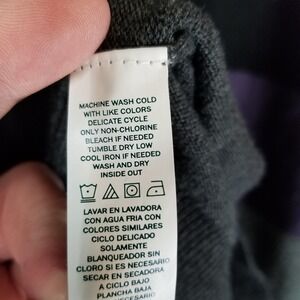 MACHINE WASH COLD
WITH LIKE COLORS
DELICATE CYCLE
ONLY NON-CHLORINE
BLEACH IF NEEDED
TUMBLE DRY LOW
COOL IRON IF NEEDED
WASH AND DRY
INSIDE OUT
LAVAR EN LAVADORA
CON AGUA FRIA CON
COLORES SIMILARES
CICLO DELICADO
SOLAMENTE
BLANQUEADOR SIN
CLORO SI ES NECESARIO
SECAR EN SECADORA
A CICLO BAJO
PLANCHA BAJA